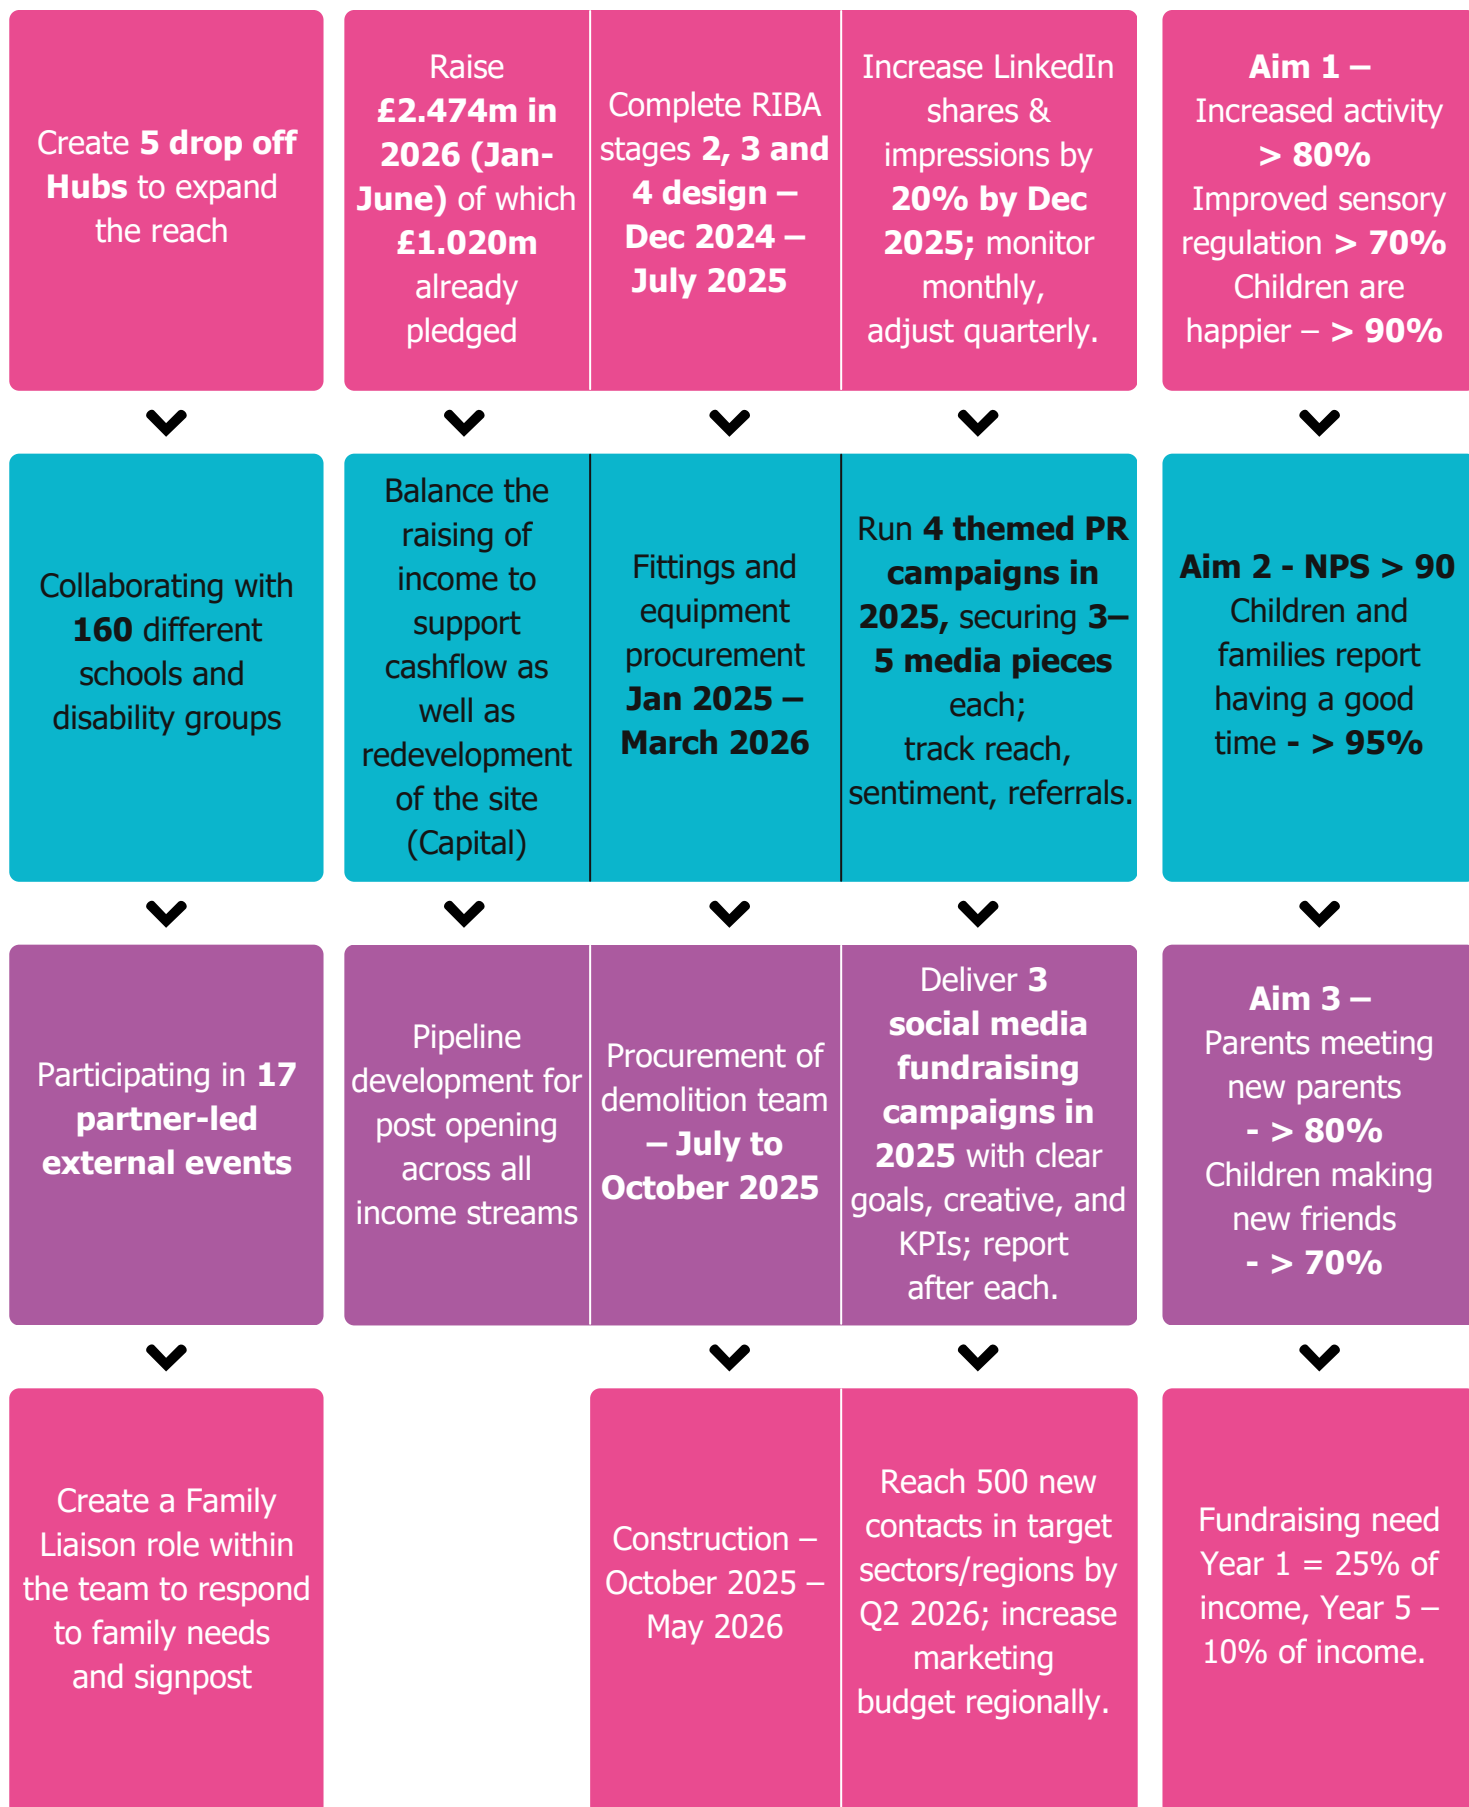 Create 5 drop off
Hubs to expand
the reach
Raise
£2.474m in
2026 (Jan-
June) of which
£1.020m
already
pledged
Complete RIBA
stages 2, 3 and
4 design –
Dec 2024 –
July 2025
Increase LinkedIn
shares &
impressions by
20% by Dec
2025; monitor
monthly,
adjust quarterly.
Aim 1 –
Increased activity
> 80%
Improved sensory
regulation > 70%
Children are
happier – > 90%
Collaborating with
160 different
schools and
disability groups
Balance the
raising of
income to
support
cashflow as
well as
redevelopment
of the site
(Capital)
Fittings and
equipment
procurement
Jan 2025 –
March 2026
Run 4 themed PR
campaigns in
2025, securing 3–
5 media pieces
each;
track reach,
sentiment, referrals.
Aim 2 - NPS > 90
Children and
families report
having a good
time - > 95%
Participating in 17
partner-led
external events
Pipeline
development for
post opening
across all
income streams
Procurement of
demolition team
– July to
October 2025
Deliver 3
social media
fundraising
campaigns in
2025 with clear
goals, creative, and
KPIs; report
after each.
Aim 3 –
Parents meeting
new parents
- > 80%
Children making
new friends
- > 70%
Create a Family
Liaison role within
the team to respond
to family needs
and signpost
Construction –
October 2025 –
May 2026
Reach 500 new
contacts in target
sectors/regions by
Q2 2026; increase
marketing
budget regionally.
Fundraising need
Year 1 = 25% of
income, Year 5 –
10% of income.